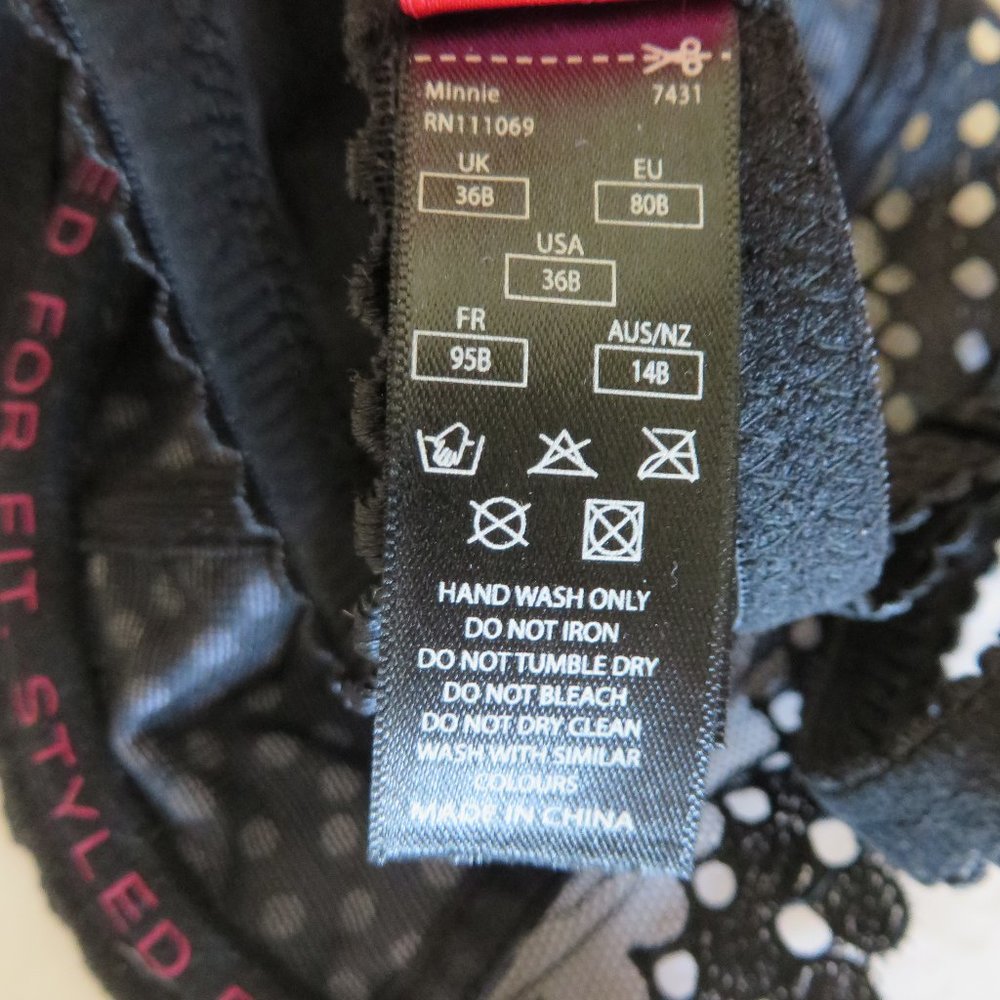 Minnie 7431
RN111069
UK EU
36B 80B
USA
36B
FR AUS/NZ
95B 14B
HAND WASH ONLY
DO NOT IRON
DO NOT TUMBLE DRY
DO NOT BLEACH
DO NOT DRY CLEAN
WASH WITH SIMILAR
COLOURS
MADE IN CHINA
FOR FIT. STYLED